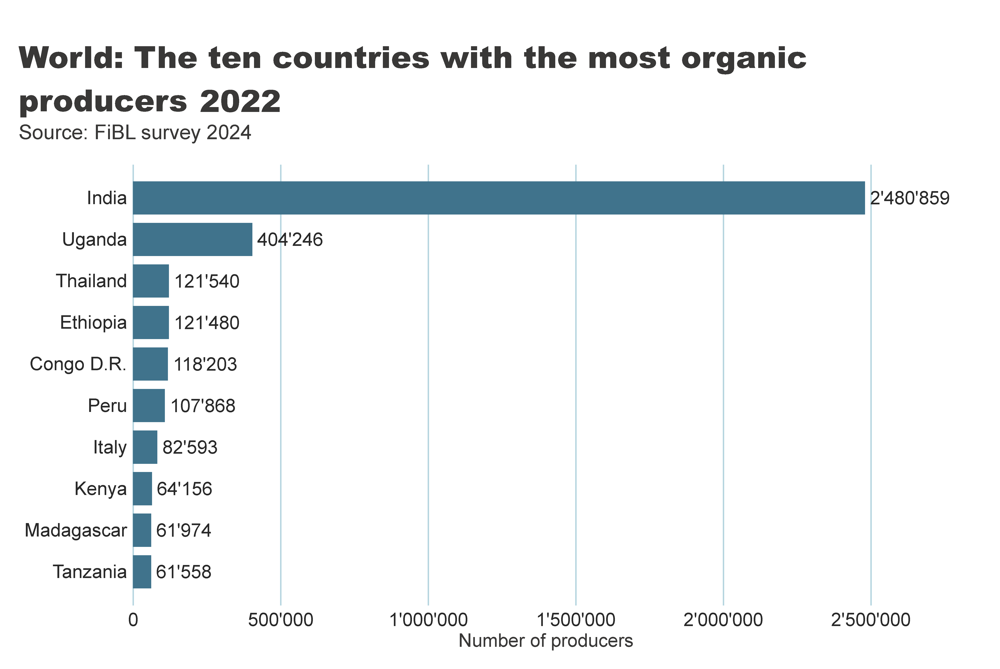 World: The ten countries with the most organic
producers 2022
Source: FiBL survey 2024
India 2'480'859
Uganda 404'246
Thailand 121'540
Ethiopia 121'480
Congo D.R. 118'203
Peru 107'868
Italy 82'593
Kenya 64'156
Madagascar 61'974
Tanzania 61'558
0 500'000 1'000'000 1'500'000 2'000'000 2'500'000
Number of producers